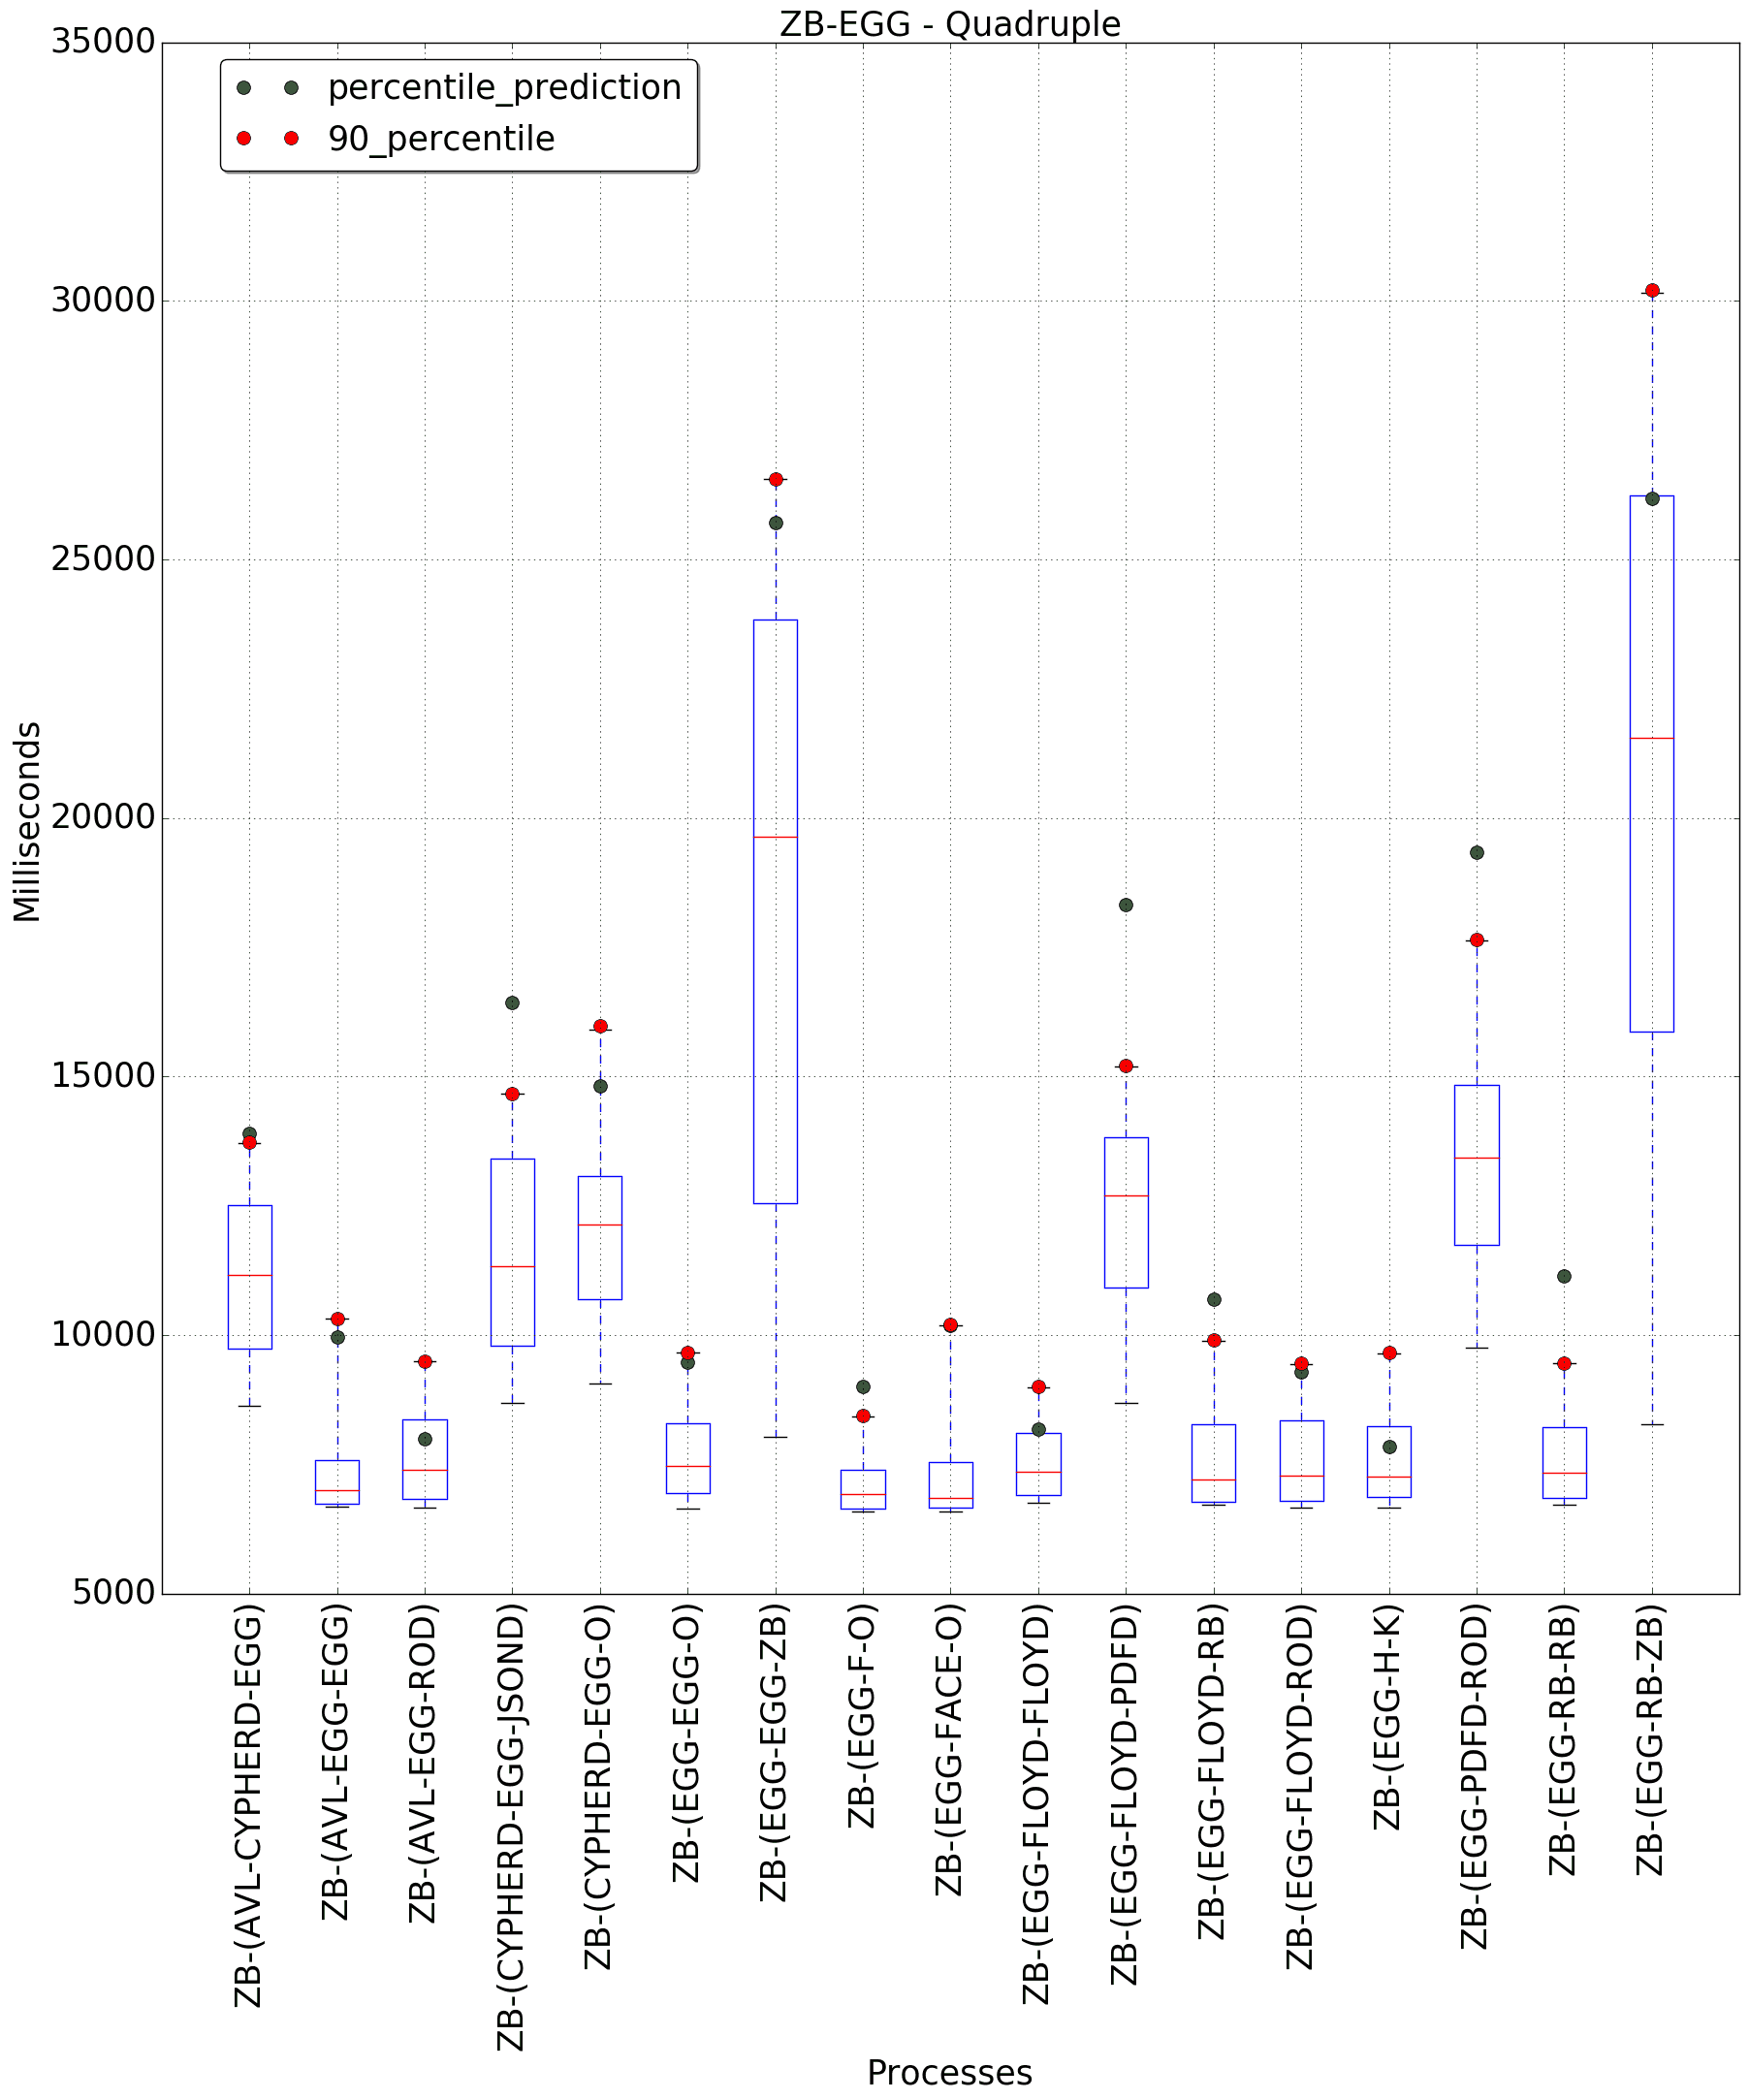 ZB-EGG - Quadruple
35000
30000
25000
20000
15000
10000
5000
Milliseconds
percentile_prediction
90_percentile
ZB-(AVL-CYPHERD-EGG)
ZB-(AVL-EGG-EGG)
ZB-(AVL-EGG-ROD)
ZB-(CYPHERD-EGG-JSOND)
ZB-(CYPHERD-EGG-O)
ZB-(EGG-EGG-O)
ZB-(EGG-EGG-ZB)
ZB-(EGG-F-O)
ZB-(EGG-FACE-O)
ZB-(EGG-FLOYD-FLOYD)
ZB-(EGG-FLOYD-PDFD)
ZB-(EGG-FLOYD-RB)
ZB-(EGG-FLOYD-ROD)
ZB-(EGG-H-K)
ZB-(EGG-PDFD-ROD)
ZB-(EGG-RB-RB)
ZB-(EGG-RB-ZB)
Processes